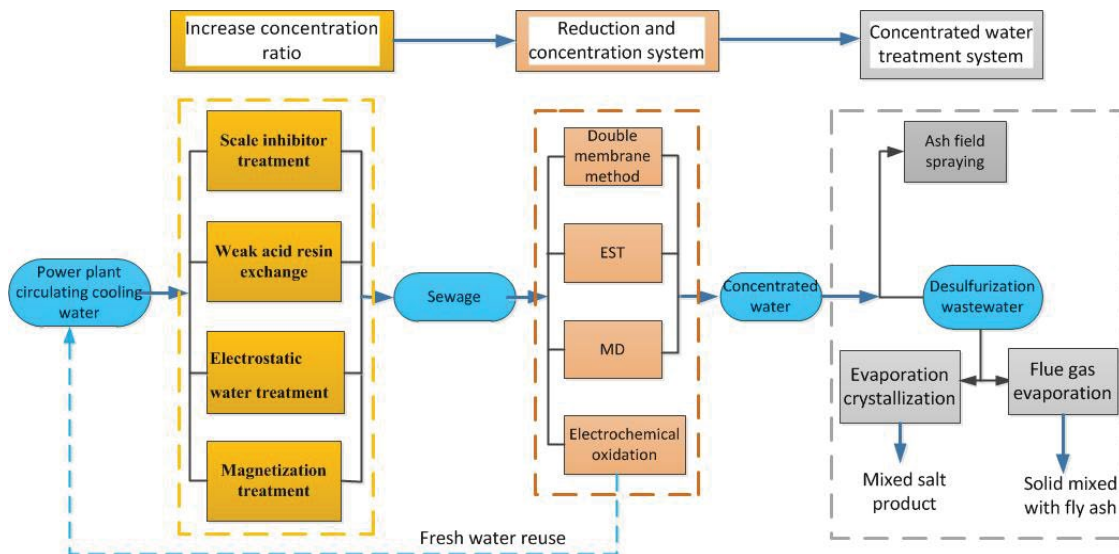 Increase concentration
ratio
Reduction and
concentration system
Concentrated water
treatment system
Scale inhibitor
treatment
Weak acid resin
exchange
Electrostatic
water treatment
Magnetization
treatment
Power plant
circulating cooling
water
Sewage
Double
membrane
method
EST
MD
Electrochemical
oxidation
Concentrated
water
Ash field
spraying
Desulfurization
wastewater
Evaporation
crystallization
Flue gas
evaporation
Mixed salt
product
Solid mixed
with fly ash
Fresh water reuse